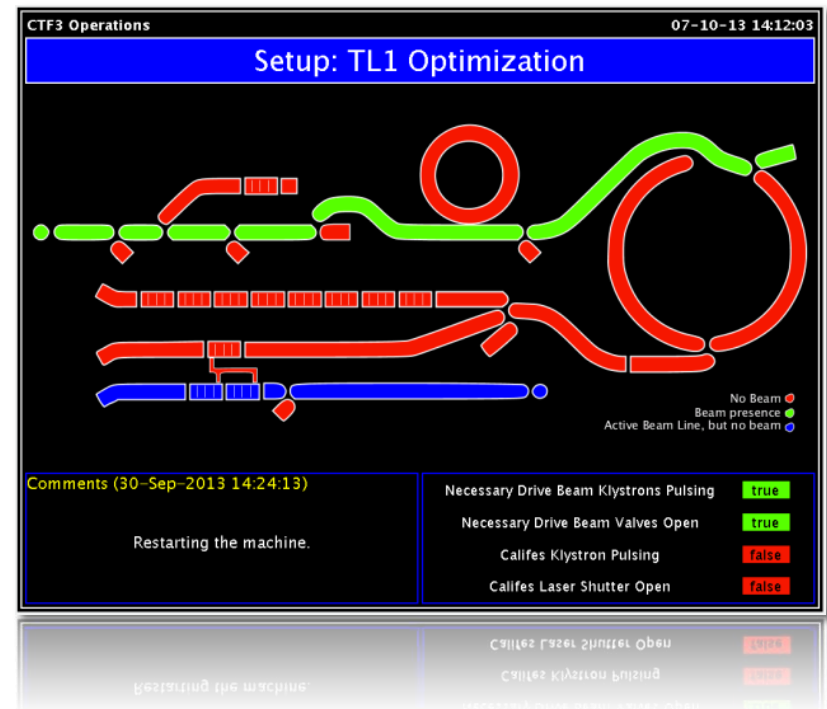 CTF3 Operations
07-10-13 14:12:03
Setup: TL1 Optimization
No Beam
Beam presence
Active Beam Line, but no beam
Comments (30-Sep-2013 14:24:13)
Restarting the machine.
Necessary Drive Beam Klystrons Pulsing true
Necessary Drive Beam Valves Open true
Califes Klystron Pulsing false
Califes Laser Shutter Open false